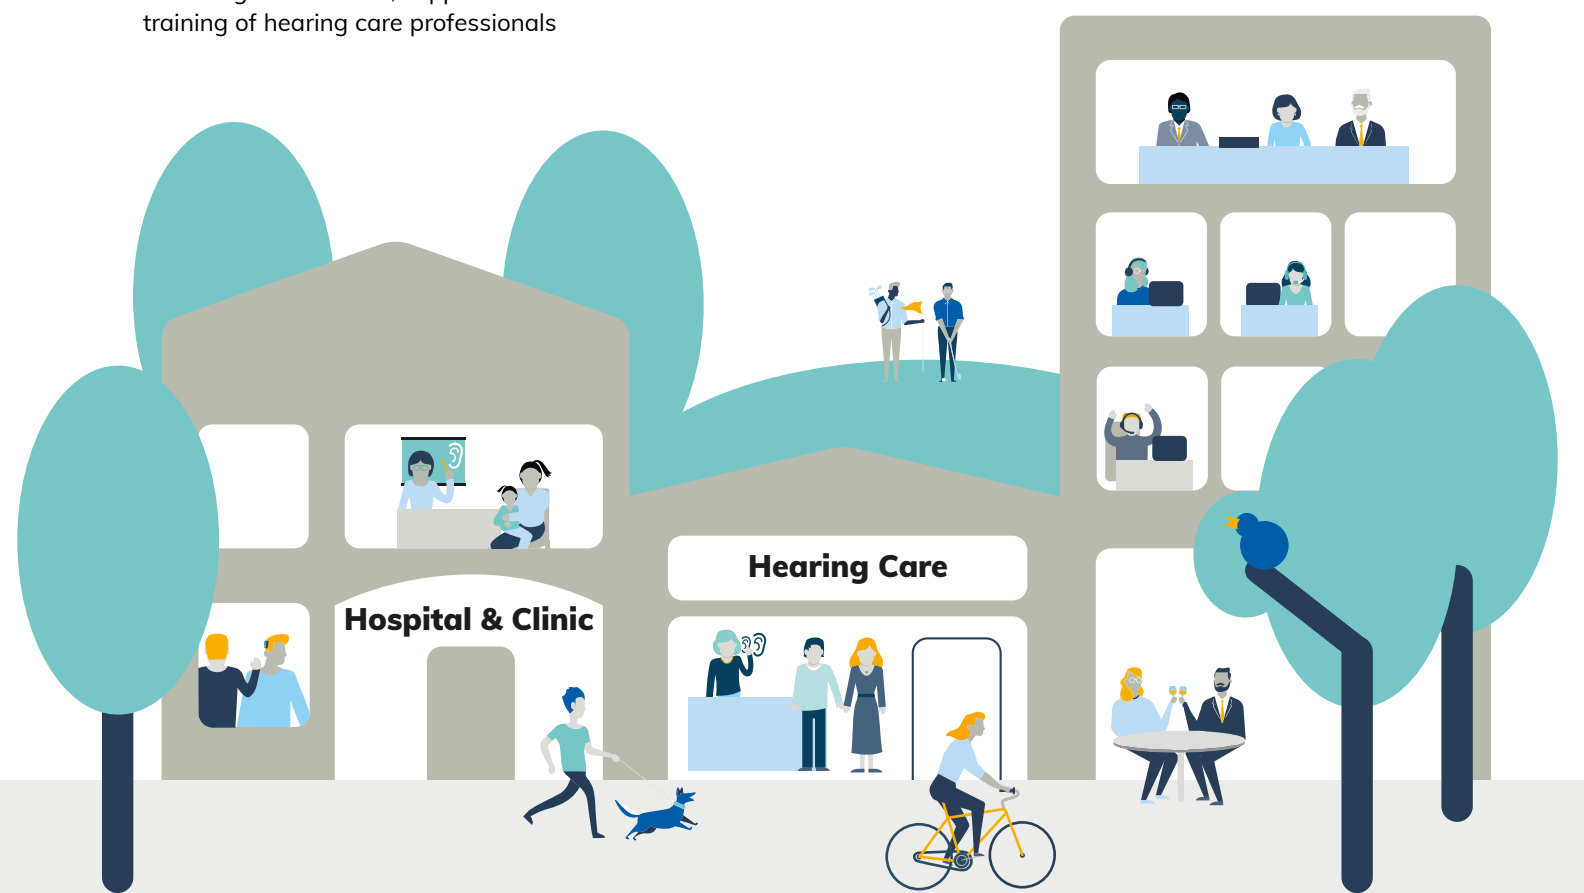 training of hearing care professionals
Hearing Care
Hospital & Clinic